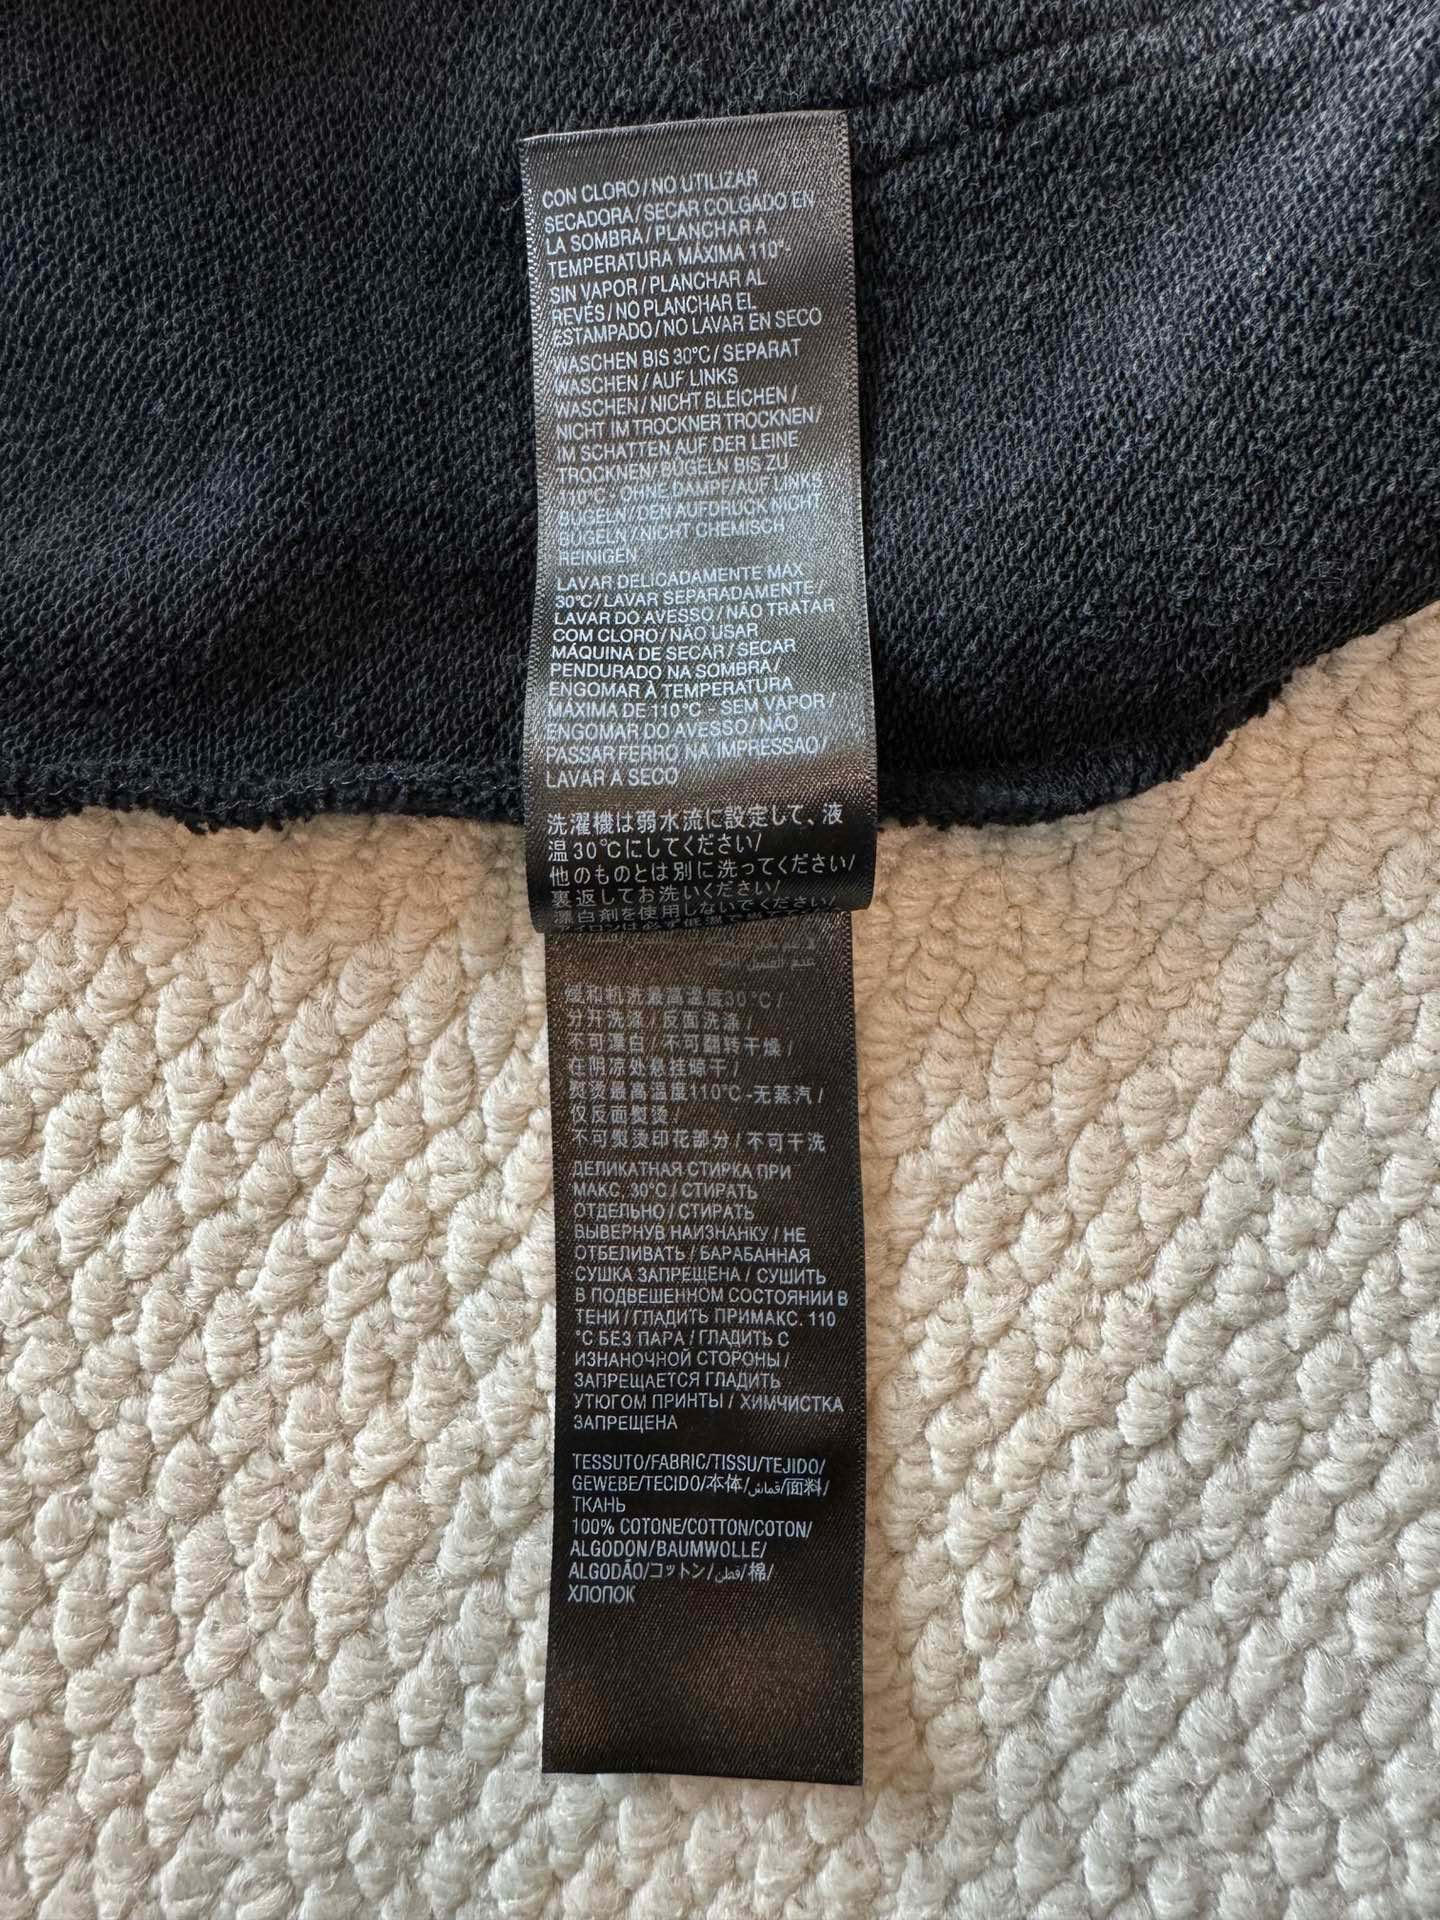 CON CLORO/NO UTILIZAR
SECADORA/SECAR COLGADO EN
LA SOMBRA/PLANCHAR A
TEMPERATURA MÁXIMA 110°-
SIN VAPOR/PLANCHAR AL
REVÉS/NO PLANCHAR EL
ESTAMPADO/NO LAVAR EN SECO
WASCHEN BIS 30°C/SEPARAT
WASCHEN/AUF LINKS
WASCHEN/NICHT BLEICHEN/
NICHT IM TROCKNER TROCKNEN/
IM SCHATTEN AUF DER LEINE
TROCKNEN/BÜGELN BIS ZU
110°C - OHNE DAMPF/AUF LINKS
BÜGELN/DEN AUFDRUCK NICHT
BÜGELN/NICHT CHEMISCH
REINIGEN
LAVAR DELICADAMENTE MÁX
30°C/LAVAR SEPARADAMENTE/
LAVAR DO AVESSO/NÃO TRATAR
COM CLORO/NÃO USAR
MÁQUINA DE SECAR/SECAR
PENDURADO NA SOMBRA/
ENGOMAR À TEMPERATURA
MÁXIMA DE 110°C - SEM VAPOR/
ENGOMAR DO AVESSO/NÃO
PASSAR FERRO NA IMPRESSÃO/
LAVAR A SECO
洗濯機は弱水流に設定して、液
温30℃にしてください/
他のものとは別に洗ってください/
裏返してお洗いください/
漂白剤を使用しないでください/
缓和机洗最高温度30°C/
分开洗涤/反面洗涤/
不可漂白/不可翻转干燥/
在阴凉处悬挂晾干/
熨烫最高温度110°C-无蒸汽/
仅反面熨烫/
不可熨烫印花部分/不可干洗
ДЕЛИКАТНАЯ СТИРКА ПРИ
МАКС. 30°C/СТИРАТЬ
ОТДЕЛЬНО/СТИРАТЬ
ВЫВЕРНУВ НАИЗНАНКУ/НЕ
ОТБЕЛИВАТЬ/БАРАБАННАЯ
СУШКА ЗАПРЕЩЕНА/СУШИТЬ
В ПОДВЕШЕННОМ СОСТОЯНИИ В
ТЕНИ/ГЛАДИТЬ ПРИМАКС. 110
°C БЕЗ ПАРА/ГЛАДИТЬ С
ИЗНАНОЧНОЙ СТОРОНЫ/
ЗАПРЕЩАЕТСЯ ГЛАДИТЬ
УТЮГОМ ПРИНТЫ/ХИМЧИСТКА
ЗАПРЕЩЕНА
TESSUTO/FABRIC/TISSU/TEJIDO/
GEWEBE/TECIDO/本体/قماش/面料/
ТКАНЬ
100% COTONE/COTTON/COTON/
ALGODON/BAUMWOLLE/
ALGODÃO/コットン/قطن/棉/
ХЛОПОК